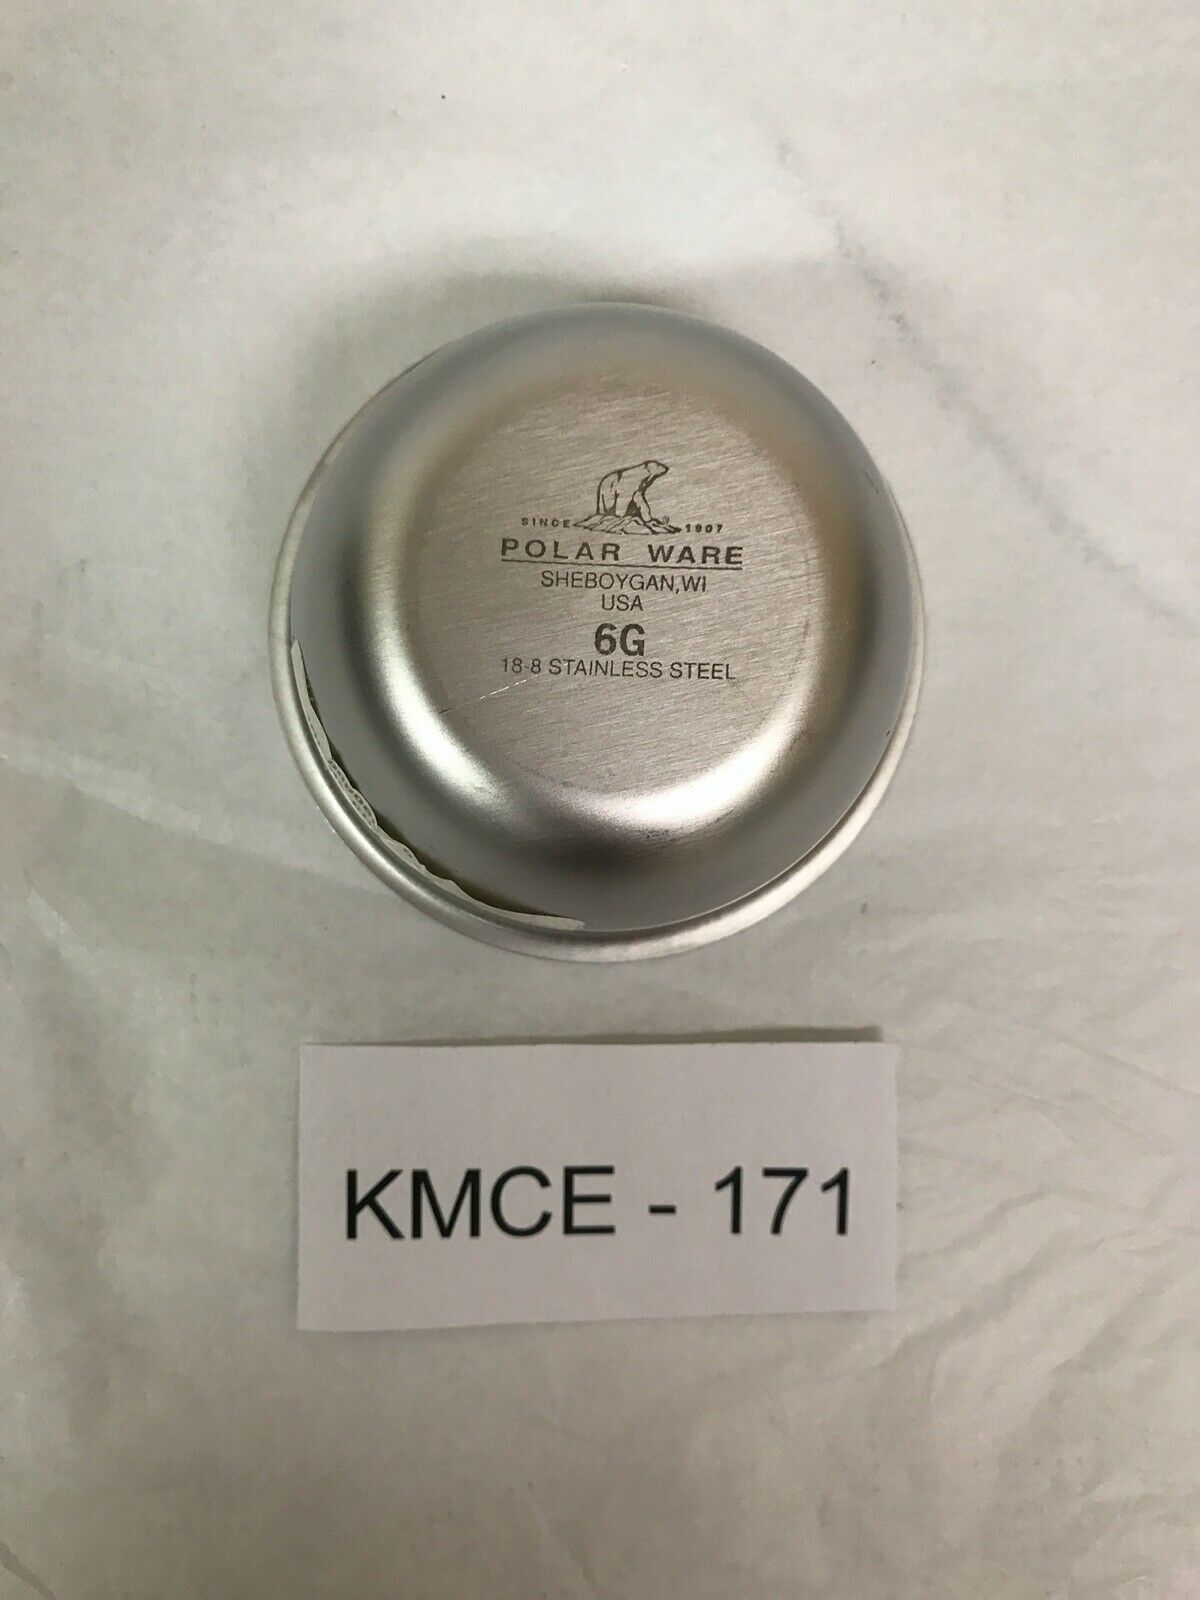 SINCE 1907
POLAR WARE
SHEBOYGAN,WI
USA
6G
18-8 STAINLESS STEEL
KMCE - 171